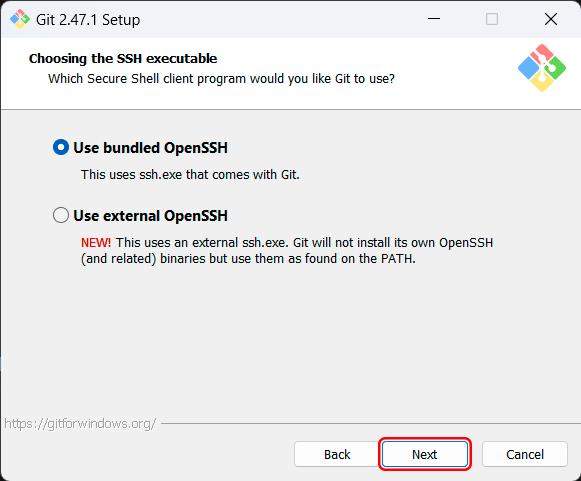 Git 2.47.1 Setup
Choosing the SSH executable
Which Secure Shell client program would you like Git to use?
Use bundled OpenSSH
This uses ssh.exe that comes with Git.
Use external OpenSSH
NEW! This uses an external ssh.exe. Git will not install its own OpenSSH
(and related) binaries but use them as found on the PATH.
https://gitforwindows.org/
Back Next Cancel